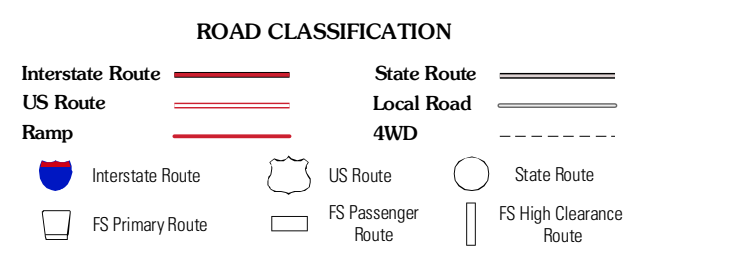 ROAD CLASSIFICATION
Interstate Route
State Route
US Route
Local Road
Ramp
4WD
Interstate Route
US Route
State Route
FS Primary Route
FS Passenger
Route
FS High Clearance
Route